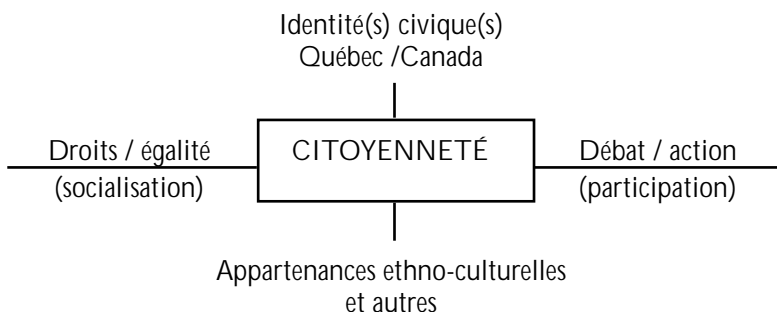 Identité(s) civique(s)
Québec /Canada
Droits / égalité
(socialisation)
CITOYENNETÉ
Débat / action
(participation)
Appartenances ethno-culturelles
et autres